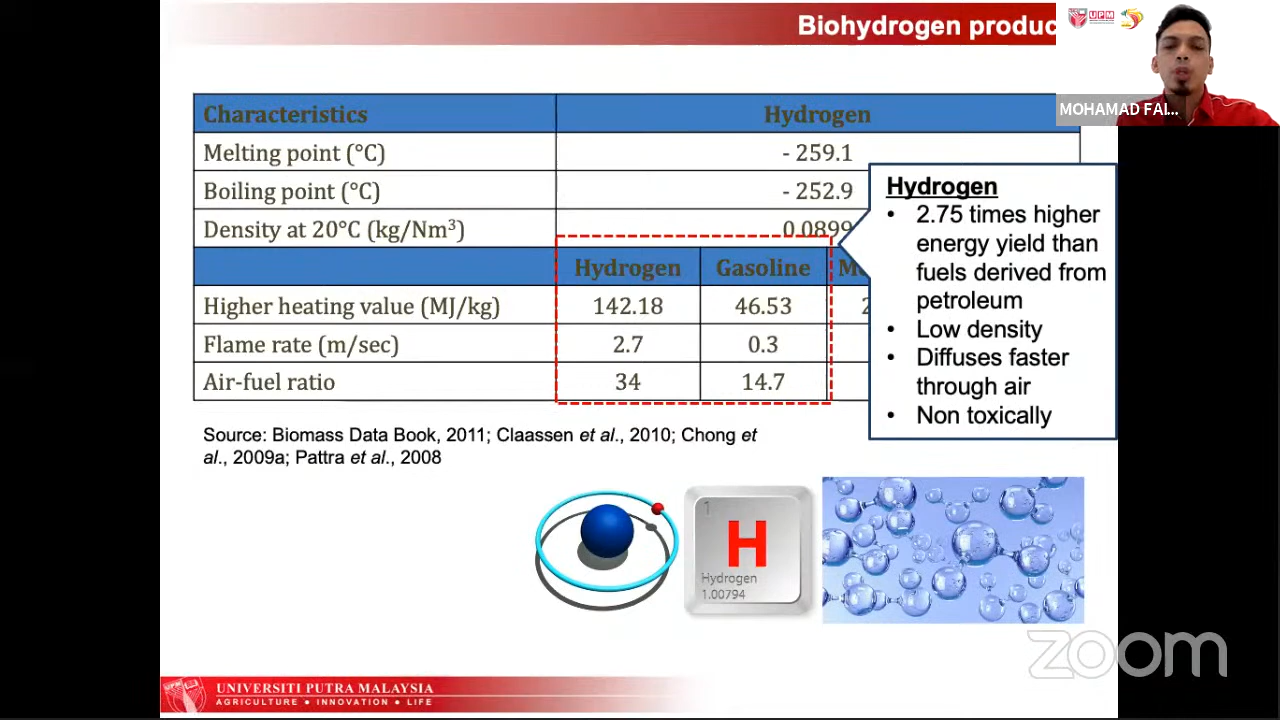 Biohydrogen produc
UPM
MOHAMAD FAI...
Characteristics Hydrogen
Melting point (°C) - 259.1
Boiling point (°C) - 252.9
Density at 20°C (kg/Nm³) 0.0899
Hydrogen Gasoline
Higher heating value (MJ/kg) 142.18 46.53 2
Flame rate (m/sec) 2.7 0.3
Air-fuel ratio 34 14.7
Hydrogen
• 2.75 times higher
energy yield than
fuels derived from
petroleum
• Low density
• Diffuses faster
through air
• Non toxically
Source: Biomass Data Book, 2011; Claassen et al., 2010; Chong et
al., 2009a; Pattra et al., 2008
1
H
Hydrogen
1.00794
zoom
UNIVERSITI PUTRA MALAYSIA
AGRICULTURE • INNOVATION • LIFE